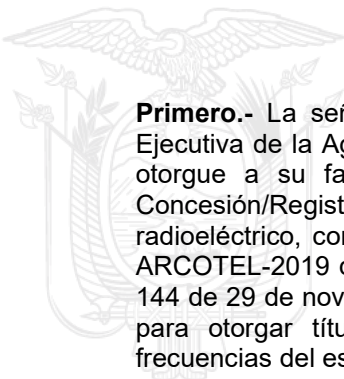 Primero.- La señ
Ejecutiva de la Ag
otorgue a su fa
Concesión/Regist
radioeléctrico, con
ARCOTEL-2019 d
144 de 29 de nov
para otorgar títu
frecuencias del es